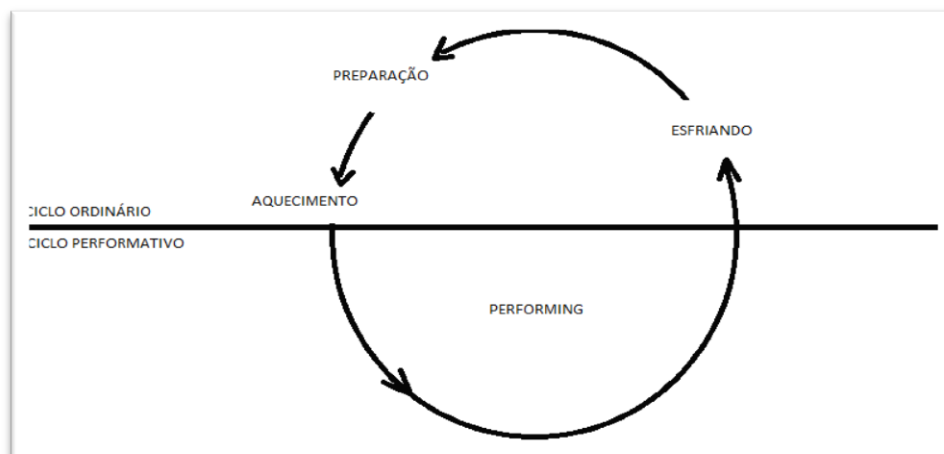 PREPARAÇÃO
ESFRIANDO
AQUECIMENTO
CICLO ORDINÁRIO
CICLO PERFORMATIVO
PERFORMING